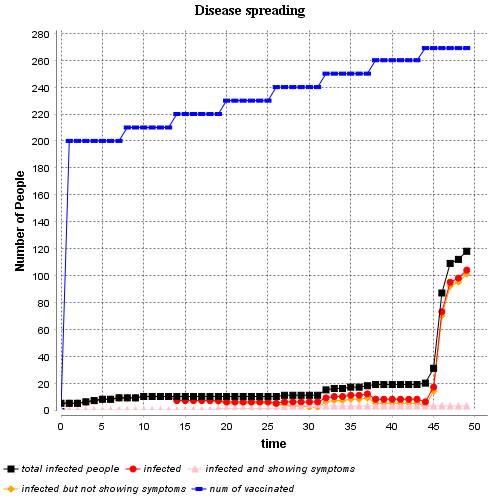 Disease spreading
280
260
240
220
200
180
160
140
120
100
80
60
40
20
0
Number of People
0 5 10 15 20 25 30 35 40 45 50
time
total infected people infected infected and showing symptoms
infected but not showing symptoms num of vaccinated